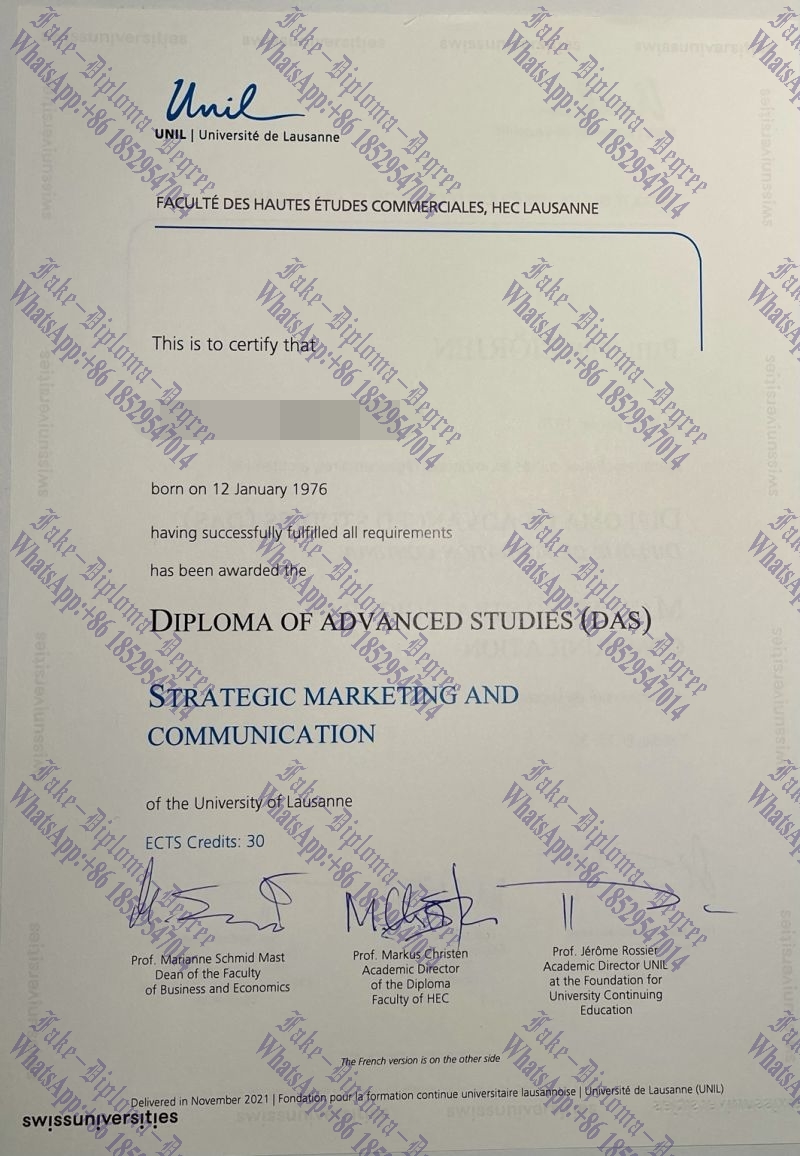 Unil
UNIL | Université de Lausanne
FACULTÉ DES HAUTES ÉTUDES COMMERCIALES, HEC LAUSANNE
This is to certify that
born on 12 January 1976
having successfully fulfilled all requirements
has been awarded the
DIPLOMA OF ADVANCED STUDIES (DAS)
STRATEGIC MARKETING AND
COMMUNICATION
of the University of Lausanne
ECTS Credits: 30
Prof. Marianne Schmid Mast
Dean of the Faculty
of Business and Economics
Prof. Markus Christen
Academic Director
of the Diploma
Faculty of HEC
Prof. Jérôme Rossier
Academic Director UNIL
at the Foundation for
University Continuing
Education
The French version is on the other side
Delivered in November 2021 | Fondation pour la formation continue universitaire lausannoise | Université de Lausanne (UNIL)
swissuniversities
Fake-Diploma-Degree
WhatsApp:+86 18529547014